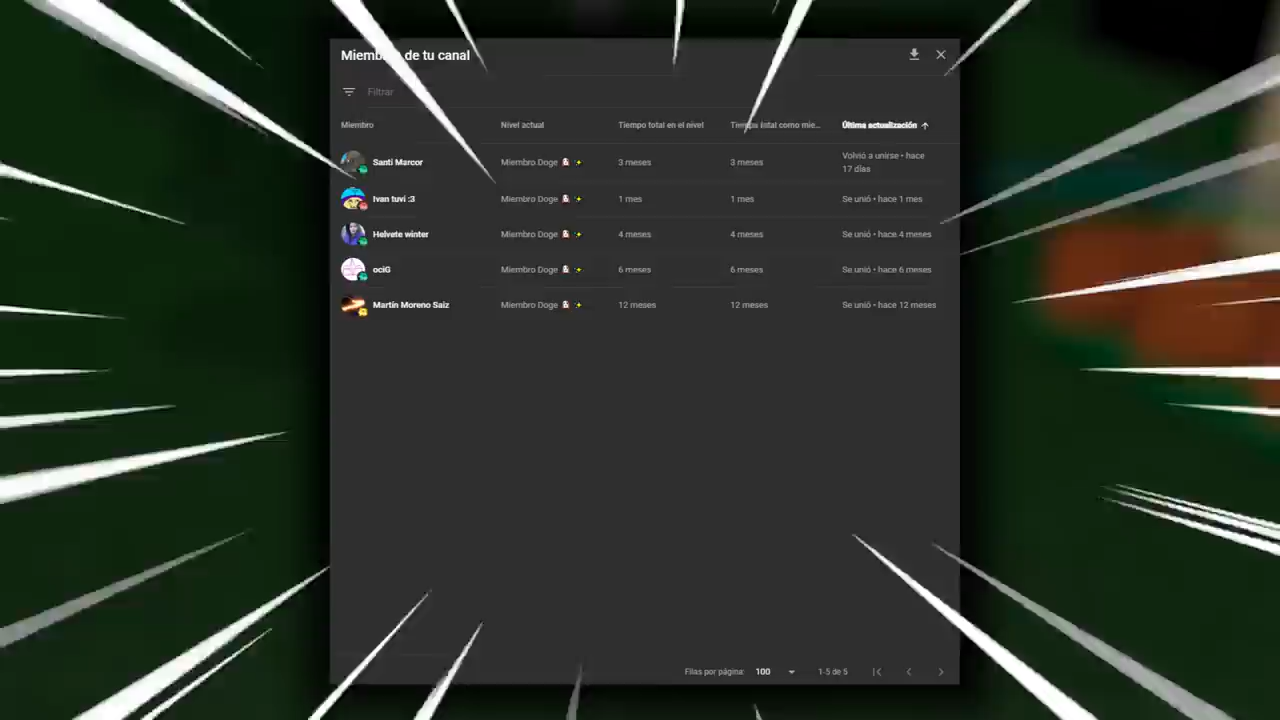 Miembros de tu canal
Filtrar
Miembro Nivel actual Tiempo total en el nivel Tiempo total como mie... Última actualización
Santi Marcor Miembro Doge 3 meses 3 meses Volvió a unirse • hace
17 días
Ivan tuvi :3 Miembro Doge 1 mes 1 mes Se unió • hace 1 mes
Helvete winter Miembro Doge 4 meses 4 meses Se unió • hace 4 meses
ociG Miembro Doge 6 meses 6 meses Se unió • hace 6 meses
Martín Moreno Saiz Miembro Doge 12 meses 12 meses Se unió • hace 12 meses
Filas por página: 100 1-5 de 5